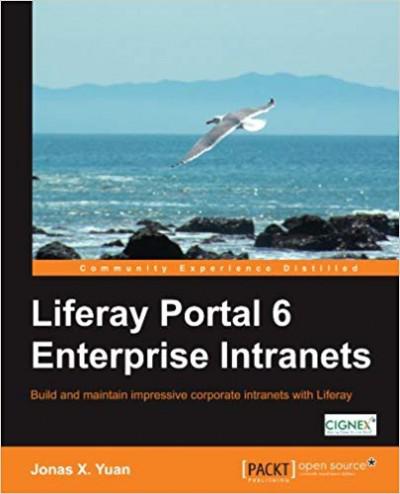 Community Experience Distilled
Liferay Portal 6
Enterprise Intranets
Build and maintain impressive corporate intranets with Liferay
CIGNEX
Jonas X. Yuan
[PACKT]
PUBLISHING
open source*